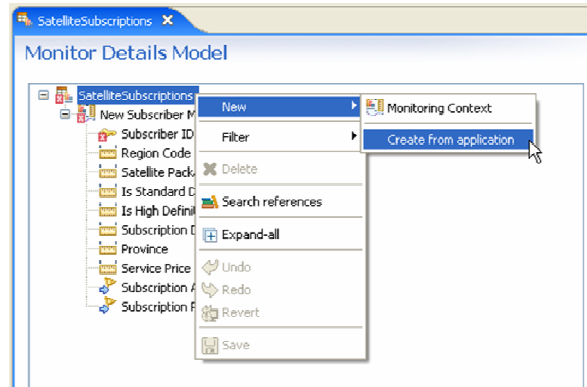 SatelliteSubscriptions
Monitor Details Model
SatelliteSubscriptions
New Subscriber M
Subscriber ID
Region Code
Satellite Pack
Is Standard D
Is High Defini
Subscription
Province
Service Price
Subscription A
Subscription
New
Filter
Delete
Search references
Expand-all
Undo
Redo
Revert
Save
Monitoring Context
Create from application